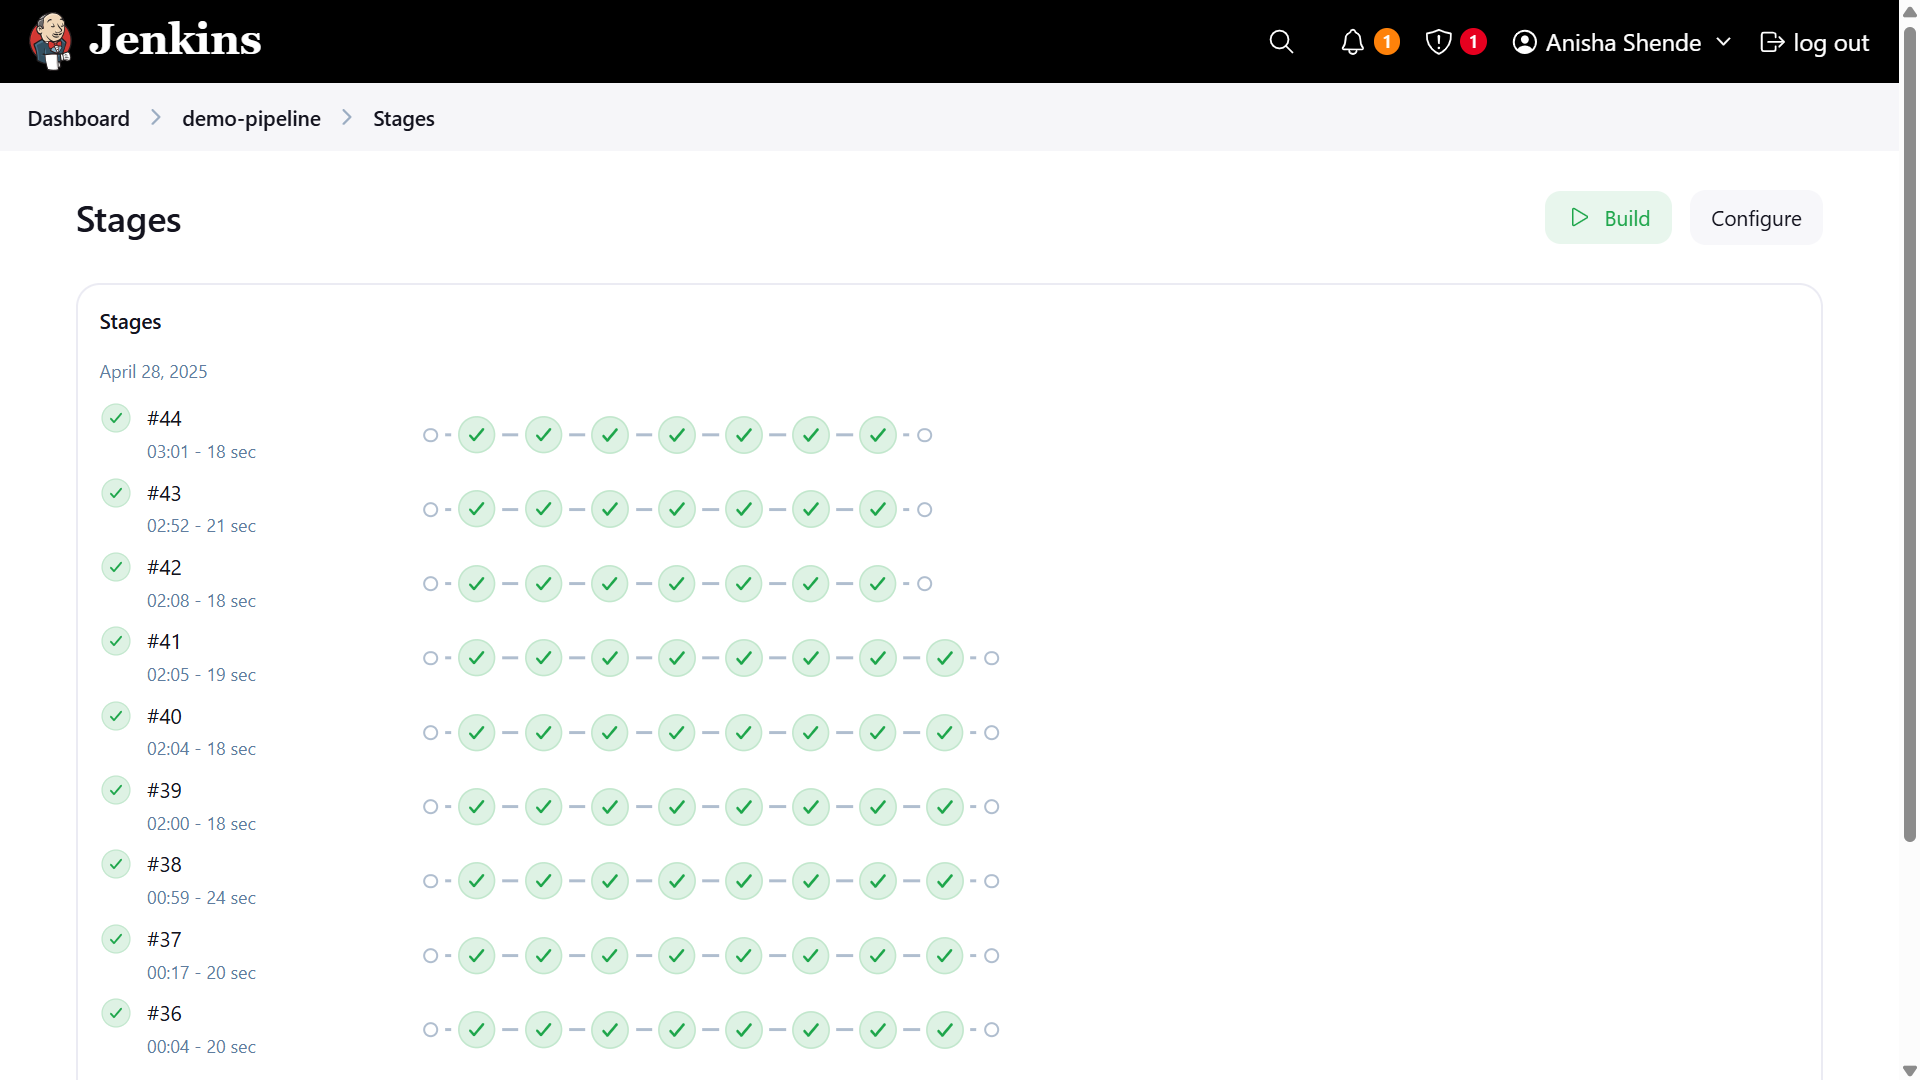 Jenkins
1
1
Anisha Shende
log out
Dashboard
demo-pipeline
Stages
Stages
Build
Configure
Stages
April 28, 2025
#44
03:01 - 18 sec
#43
02:52 - 21 sec
#42
02:08 - 18 sec
#41
02:05 - 19 sec
#40
02:04 - 18 sec
#39
02:00 - 18 sec
#38
00:59 - 24 sec
#37
00:17 - 20 sec
#36
00:04 - 20 sec